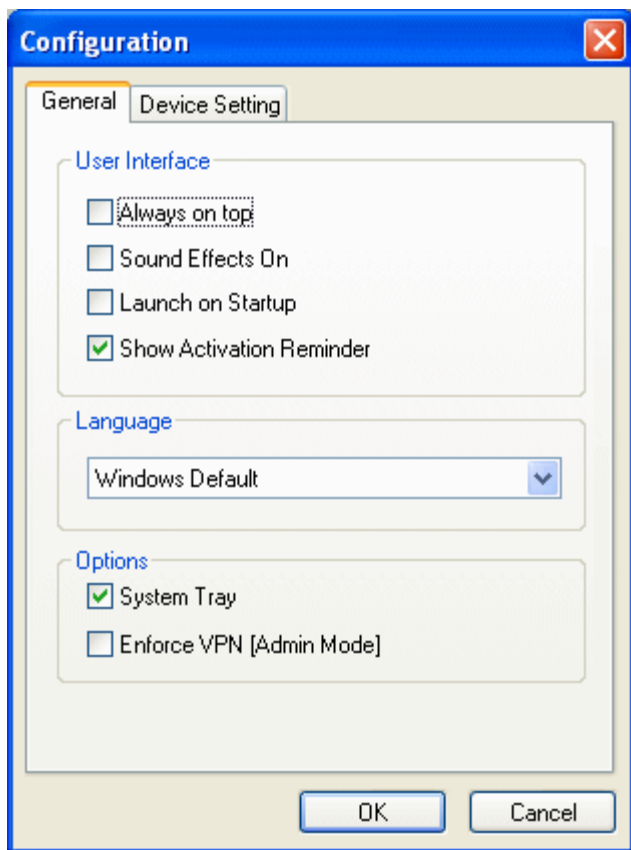 Configuration
General
Device Setting
User Interface
Always on top
Sound Effects On
Launch on Startup
Show Activation Reminder
Language
Windows Default
Options
System Tray
Enforce VPN [Admin Mode]
OK
Cancel